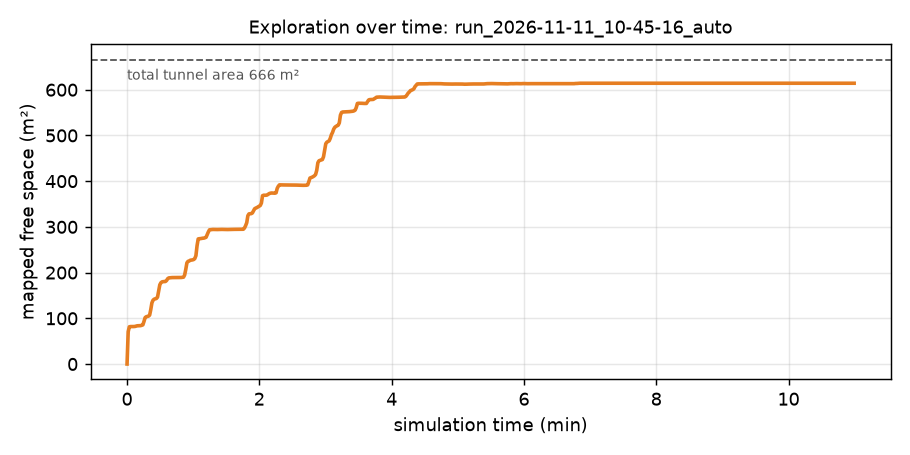 Exploration over time: run_2026-11-11_10-45-16_auto
total tunnel area 666 m²
mapped free space (m²)
600
500
400
300
200
100
0
0 2 4 6 8 10
simulation time (min)